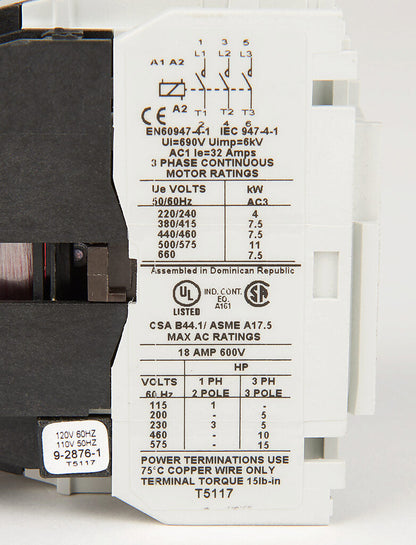 1 3 5
L1 L2 L3
A1 A2
A2
T1 T2 T3
2 4 6
CE
EN60947-4-1 IEC 947-4-1
Ui=690V Uimp=6kV
AC1 Ie=32 Amps
3 PHASE CONTINUOUS
MOTOR RATINGS
Ue VOLTS kW
50/60Hz AC3
220/240 4
380/415 7.5
440/460 7.5
500/575 11
660 7.5
Assembled in Dominican Republic
UL LISTED IND. CONT. EQ. A161 SA
CSA B44.1/ ASME A17.5
MAX AC RATINGS
18 AMP 600V
HP
VOLTS 1 PH 3 PH
60 Hz 2 POLE 3 POLE
115 1 -
200 - 5
230 3 5
460 - 10
575 - 15
POWER TERMINATIONS USE
75°C COPPER WIRE ONLY
TERMINAL TORQUE 15lb-in
T5117
120V 60HZ
110V 50HZ
9-2876-1
T5117